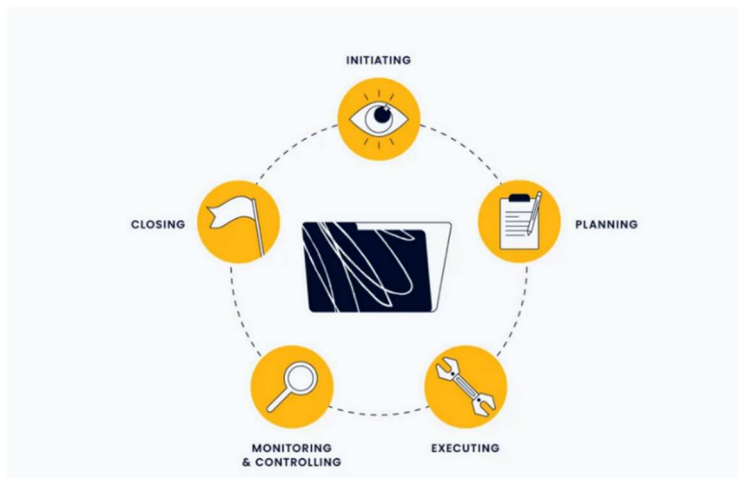 INITIATING
PLANNING
EXECUTING
MONITORING
& CONTROLLING
CLOSING